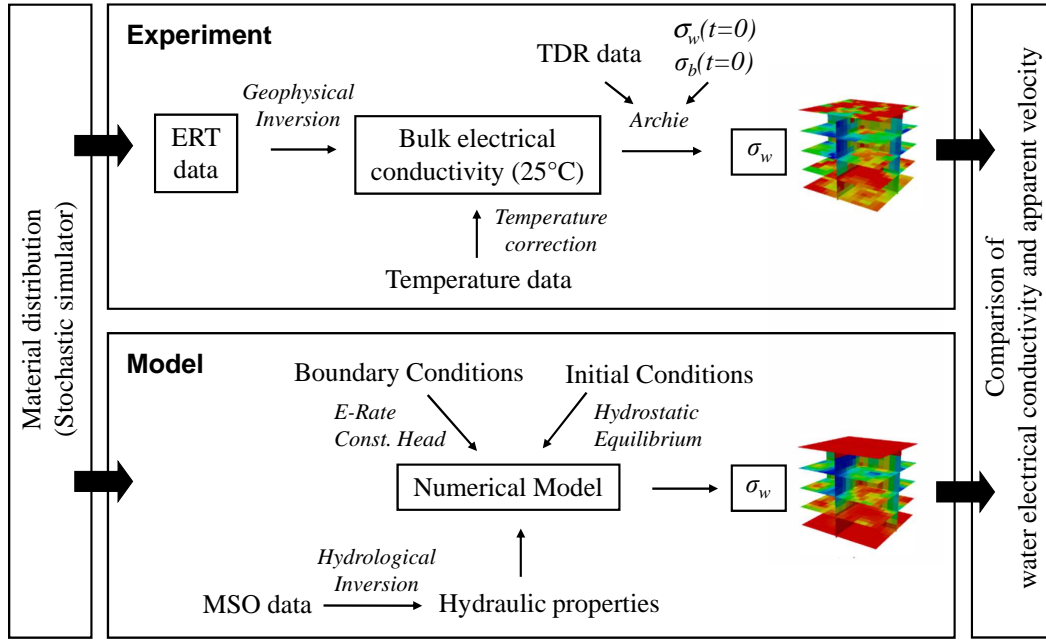 Material distribution
(Stochastic simulator)
Experiment
TDR data
σw(t=0)
σb(t=0)
Geophysical
Inversion
Archie
ERT
data
Bulk electrical
conductivity (25°C)
σw
Temperature
correction
Temperature data
Model
Boundary Conditions
Initial Conditions
E-Rate
Const. Head
Hydrostatic
Equilibrium
Numerical Model
σw
Hydrological
Inversion
MSO data
Hydraulic properties
Comparison of
water electrical conductivity and apparent velocity